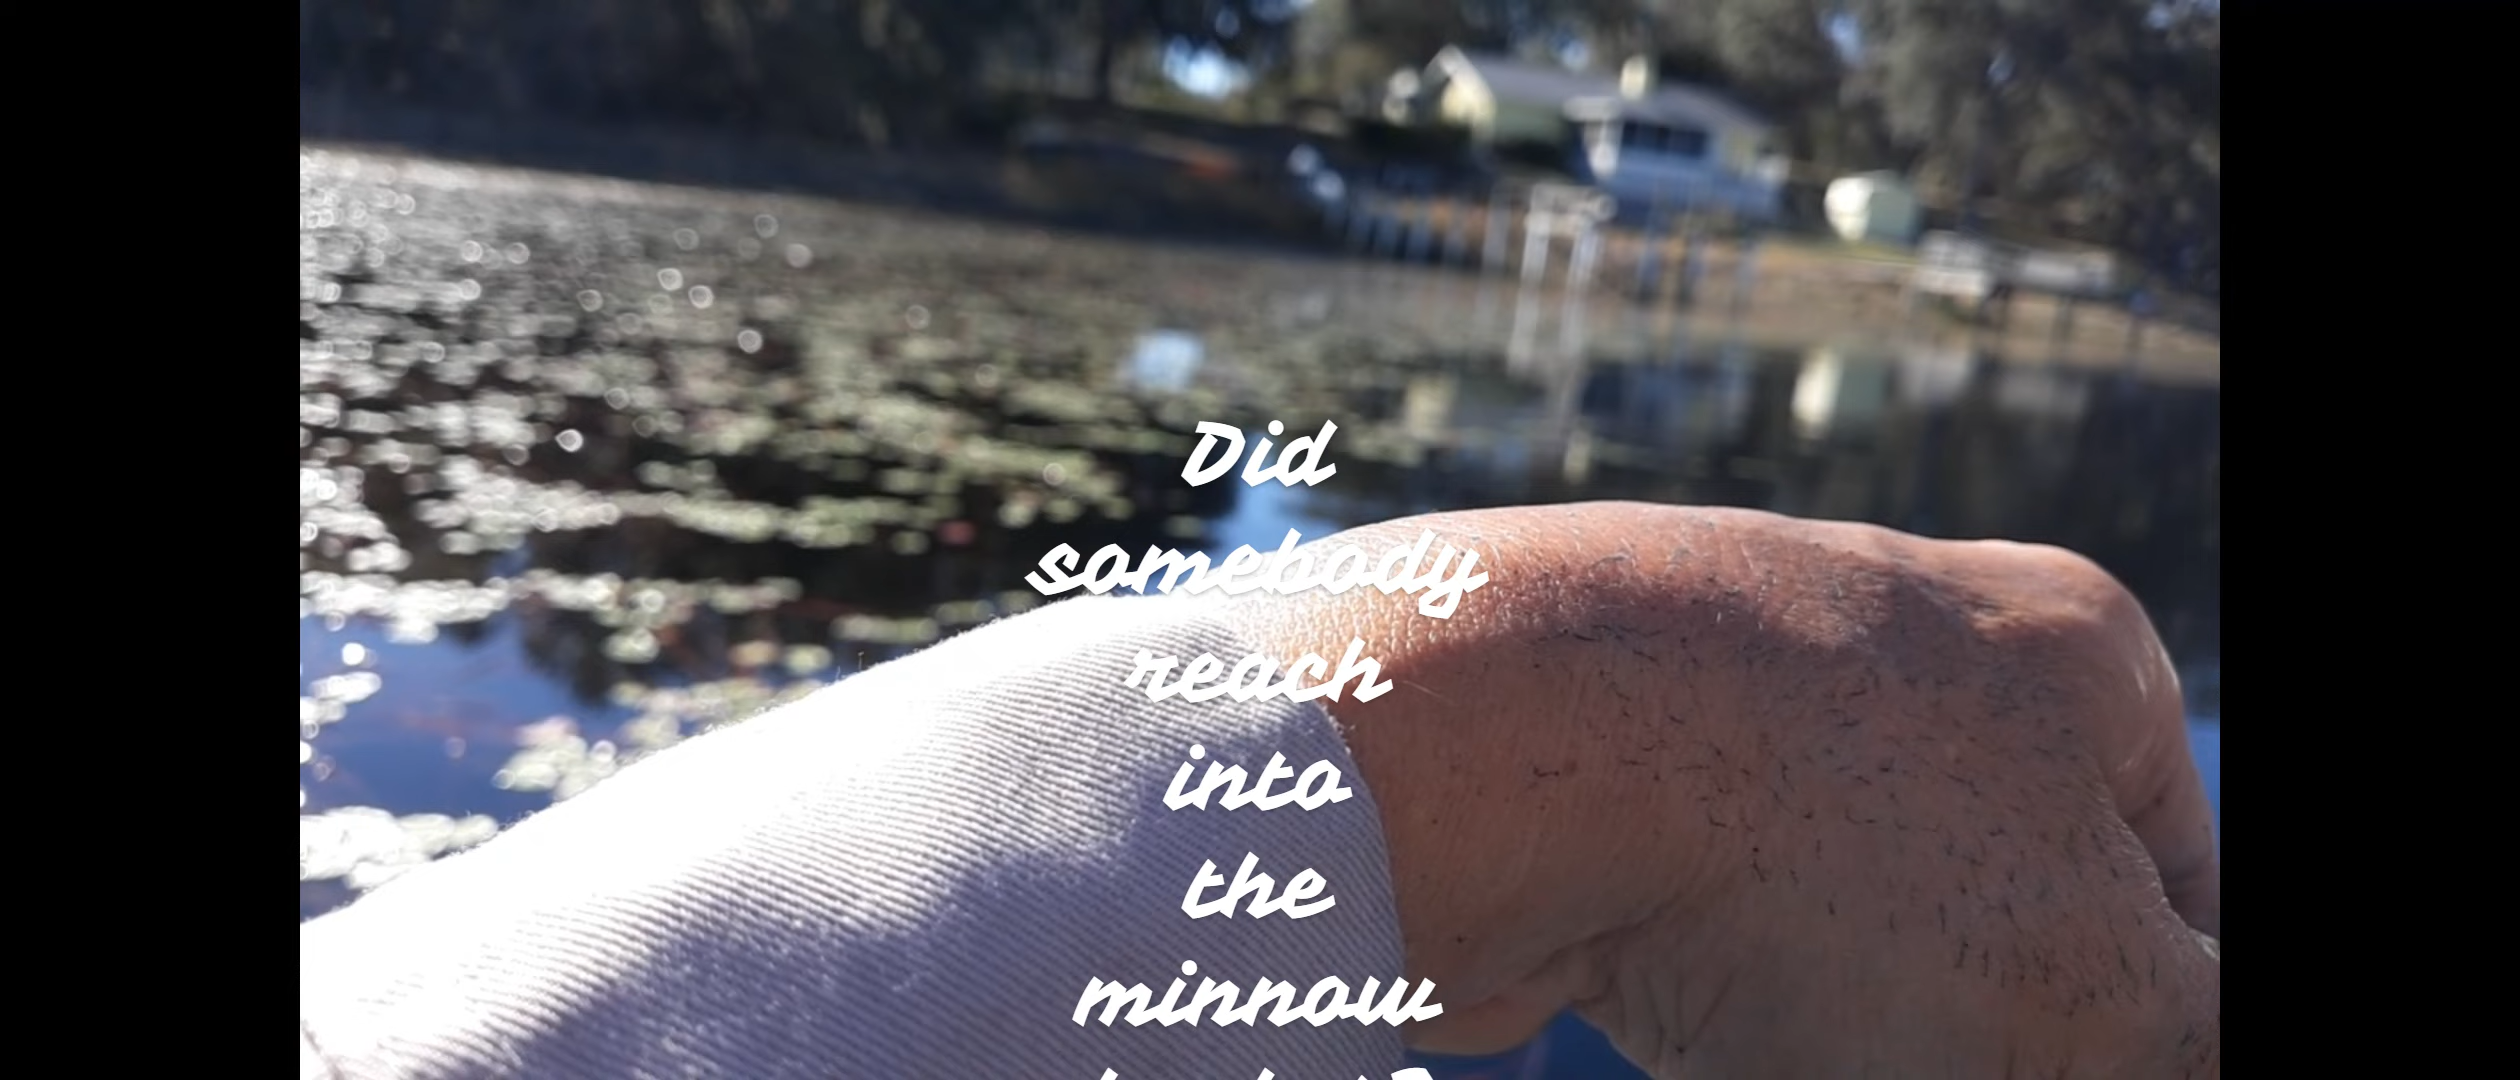 Did
somebody
reach
into
the
minnow